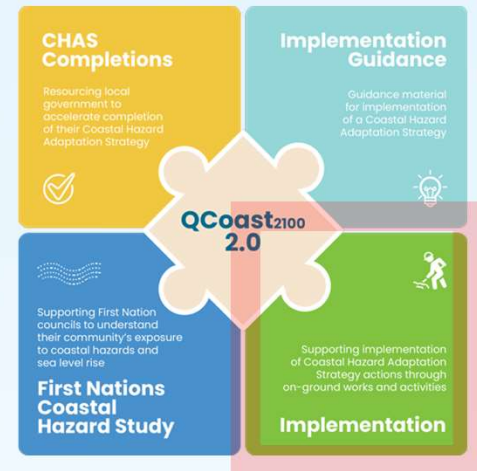 CHAS
Completions
Resourcing local
government to
accelerate completion
of their Coastal Hazard
Adaptation Strategy
Implementation
Guidance
Guidance material
for implementation
of a Coastal Hazard
Adaptation Strategy
QCoast2100
2.0
Supporting First Nation
councils to understand
their community's exposure
to coastal hazards and
sea level rise
First Nations
Coastal
Hazard Study
Supporting implementation
of Coastal Hazard Adaptation
Strategy actions through
on-ground works and activities
Implementation